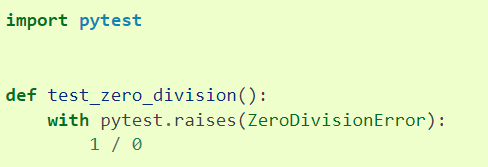 import pytest
def test_zero_division():
    with pytest.raises(ZeroDivisionError):
        1 / 0